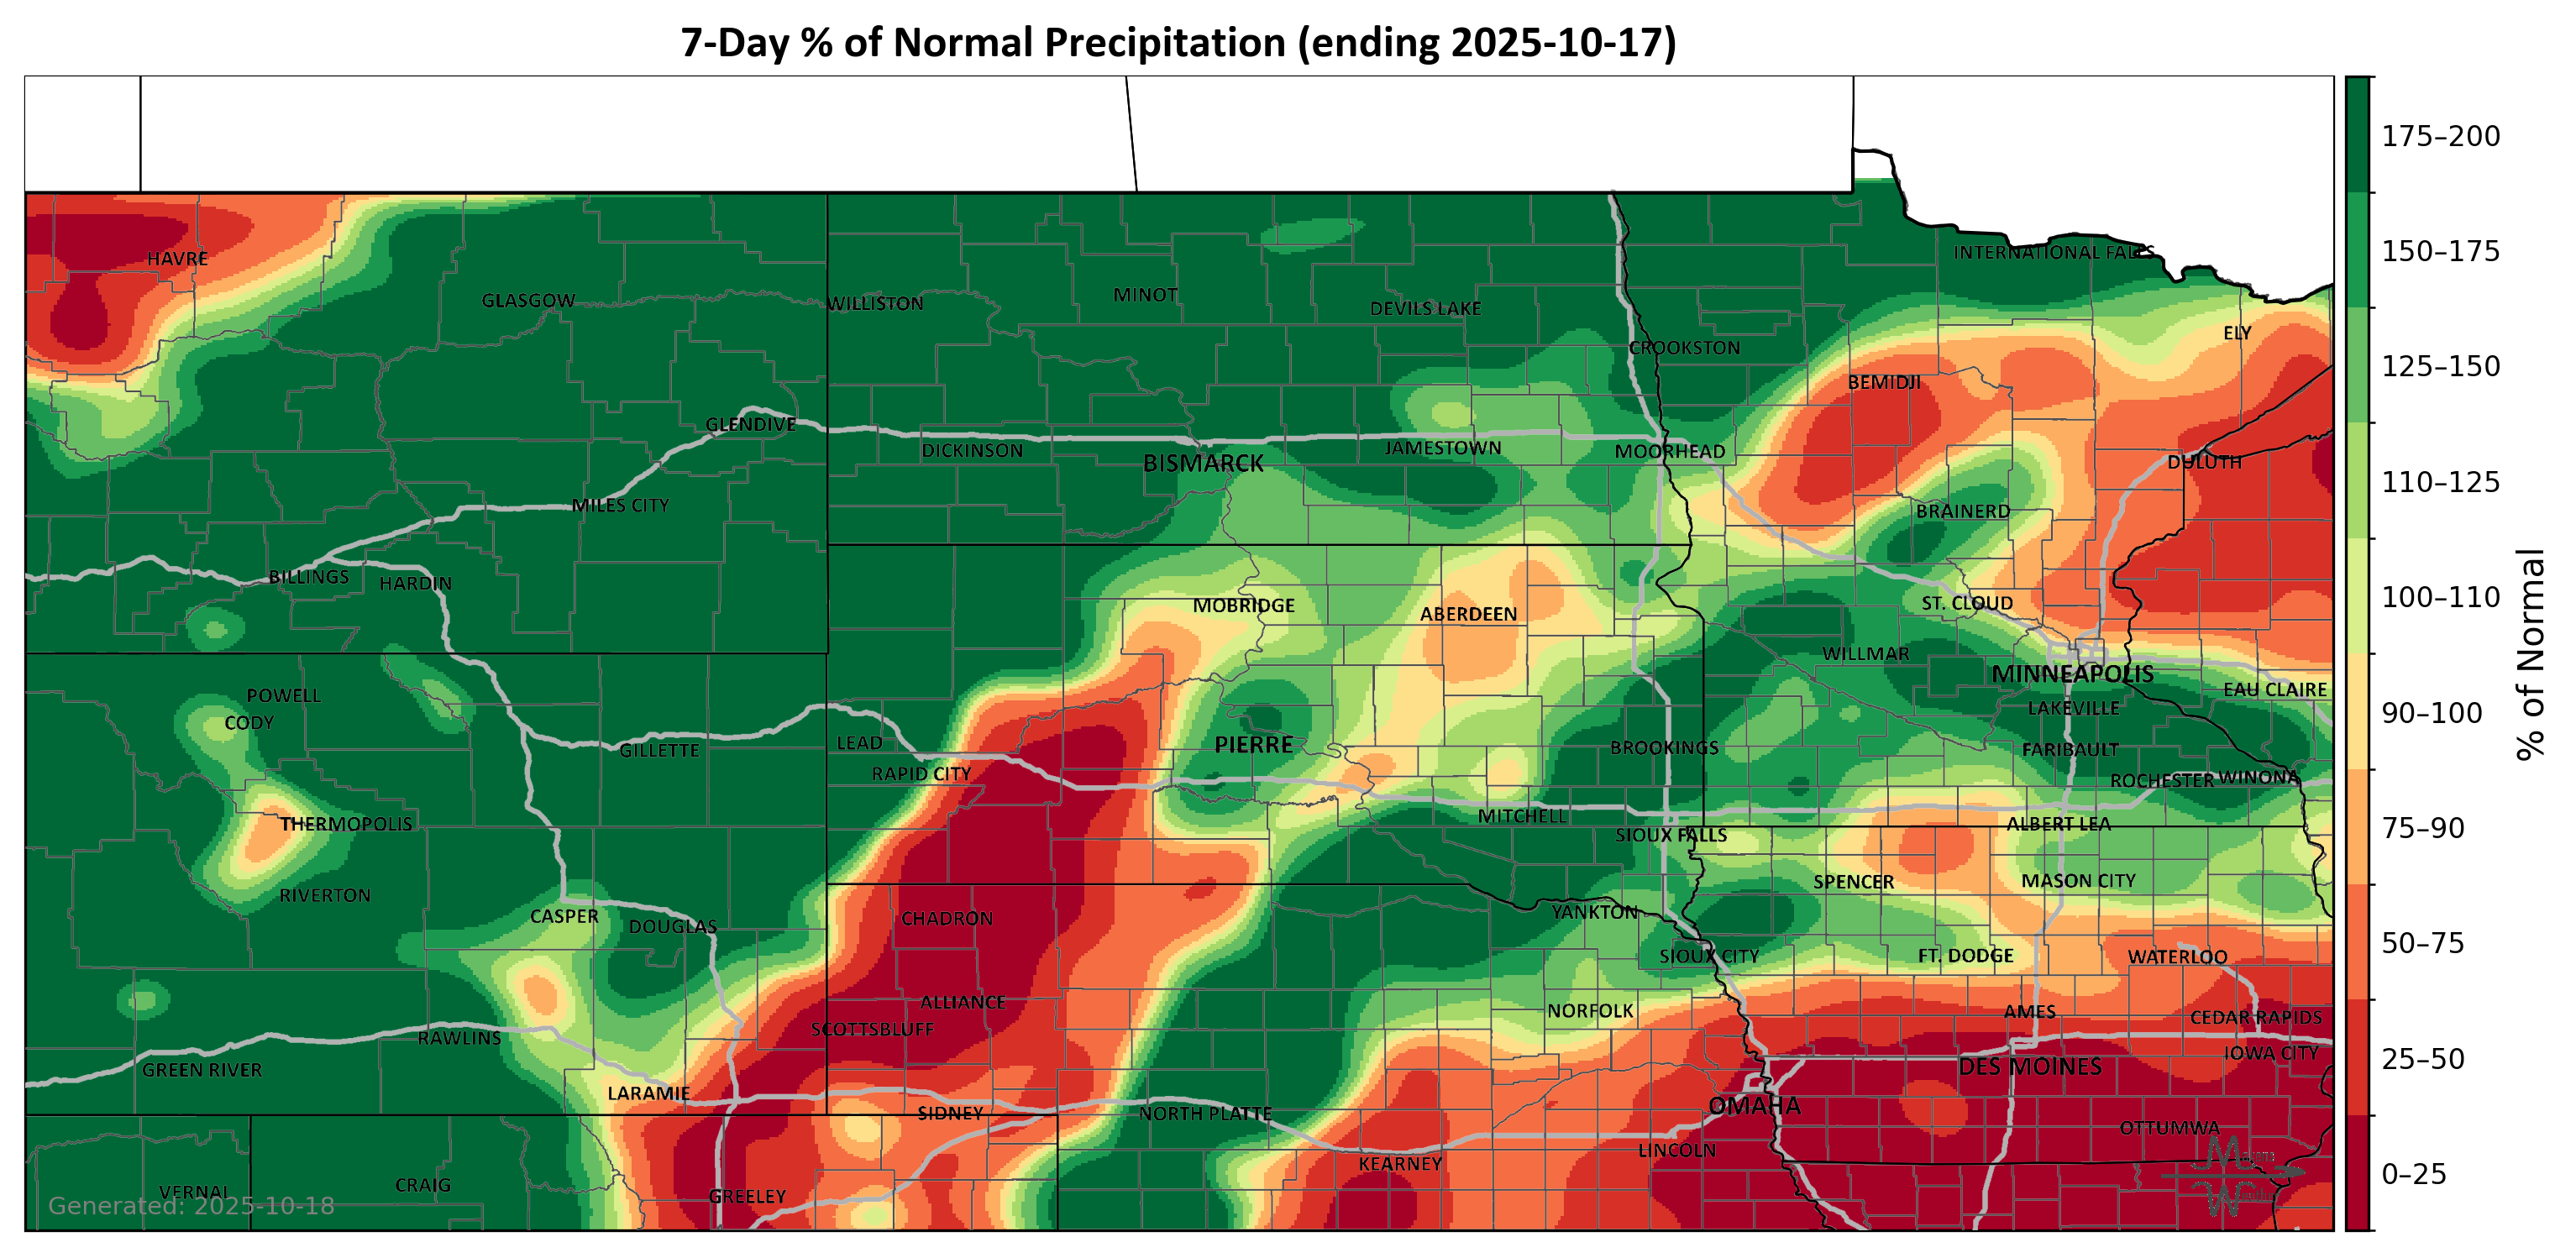 7-Day % of Normal Precipitation (ending 2025-10-17)
175–200
INTERNATIONAL FALLS
150–175
HAVRE
GLASGOW
WILLISTON
MINOT
DEVILS LAKE
ELY
CROOKSTON
125–150
BEMIDJI
GLENDIVE
DICKINSON
BISMARCK
JAMESTOWN
MOORHEAD
DULUTH
110–125
MILES CITY
BRAINERD
BILLINGS
HARDIN
MOBRIDGE
ABERDEEN
ST. CLOUD
100–110
WILLMAR
MINNEAPOLIS
POWELL
CODY
EAU CLAIRE
LAKEVILLE
90–100
% of Normal
GILLETTE
LEAD
RAPID CITY
PIERRE
BROOKINGS
FARIBAULT
ROCHESTER
WINONA
THERMOPOLIS
MITCHELL
SIOUX FALLS
ALBERT LEA
75–90
RIVERTON
SPENCER
MASON CITY
CASPER
DOUGLAS
CHADRON
YANKTON
50–75
SIOUX CITY
FT. DODGE
WATERLOO
ALLIANCE
NORFOLK
AMES
SCOTTSBLUFF
CEDAR RAPIDS
RAWLINS
IOWA CITY
25–50
GREEN RIVER
DES MOINES
LARAMIE
SIDNEY
NORTH PLATTE
OMAHA
OTTUMWA
LINCOLN
KEARNEY
0–25
VERNAL
CRAIG
GREELEY
Generated: 2025-10-18